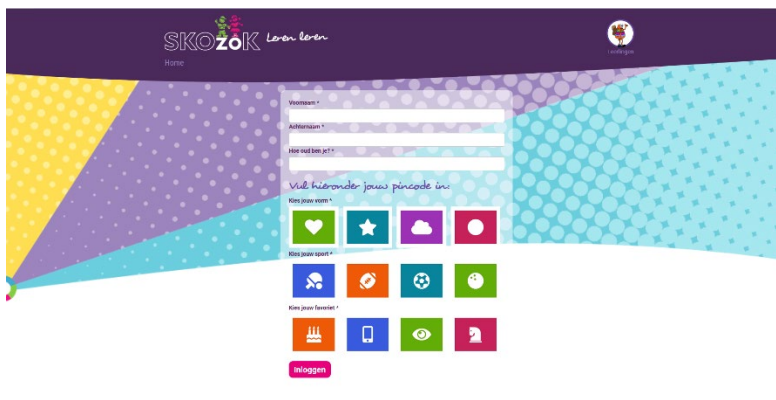 SKOZOK Leren leren
Home
Voornaam *
Achternaam *
Hoe oud ben je? *
Vul hieronder jouw pincode in:
Kies jouw vorm *
Kies jouw sport *
Kies jouw favoriet *
Inloggen